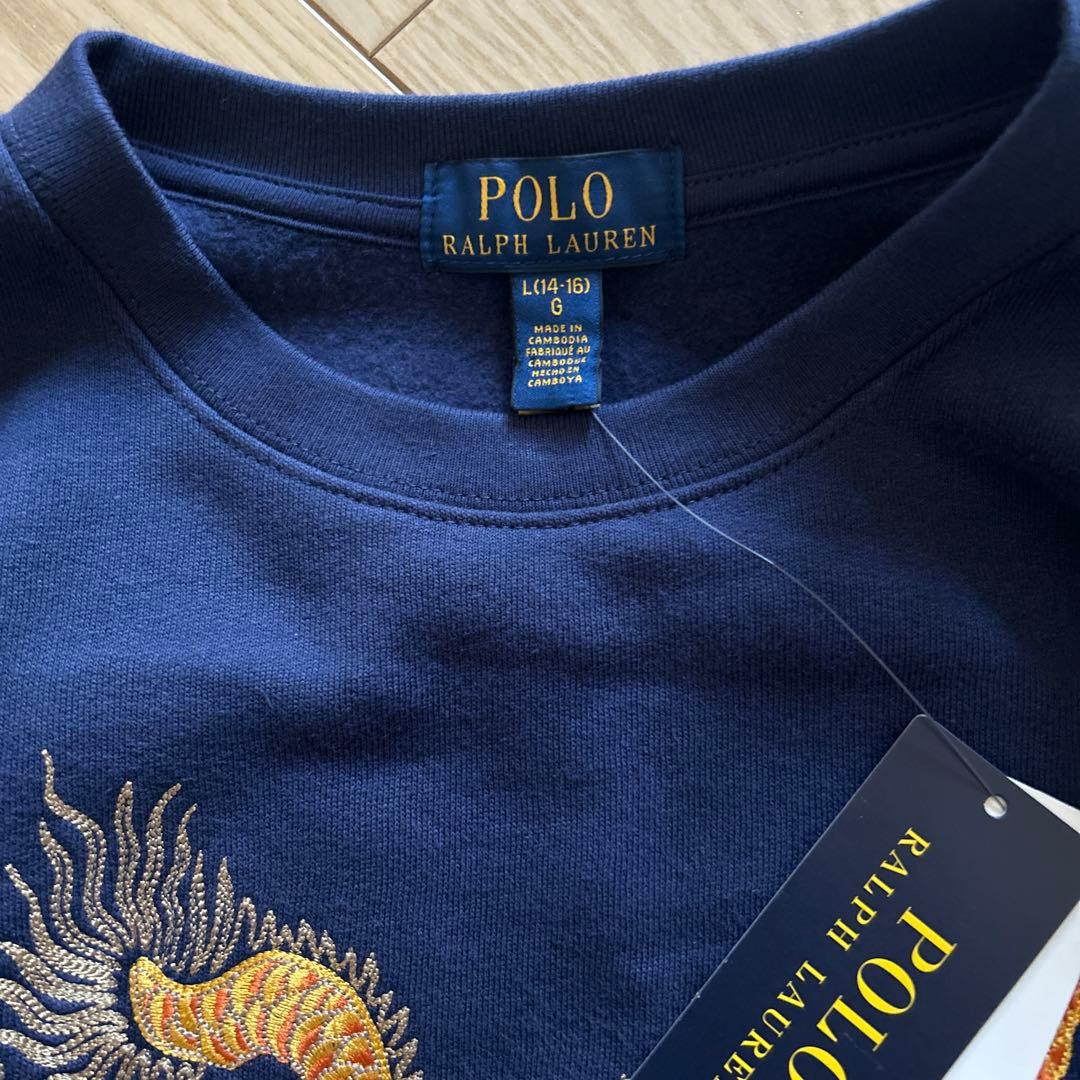 POLO
RALPH LAUREN
L(14-16)
G
MADE IN
CAMBODIA
FABRIQUÉ AU
CAMBODGE
HECHO EN
CAMBOYA
POLO
RALPH LAUREN